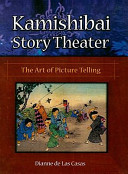 Kamishibai
Story Theater
The Art of Picture Telling
Dianne de Las Casas